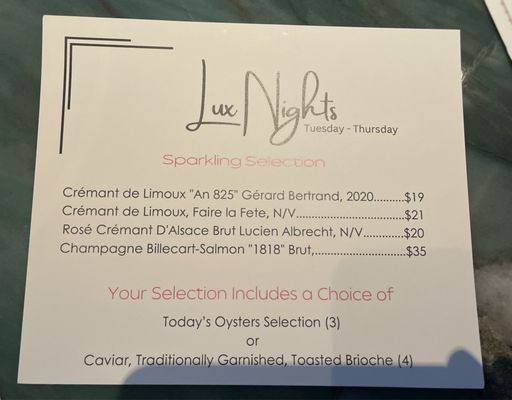 Lux Nights
Tuesday - Thursday
Sparkling Selection
Crémant de Limoux "An 825" Gérard Bertrand, 2020..........$19
Crémant de Limoux, Faire la Fete, N/V....................................$21
Rosé Crémant D'Alsace Brut Lucien Albrecht, N/V.............$20
Champagne Billecart-Salmon "1818" Brut,..............................$35
Your Selection Includes a Choice of
Today's Oysters Selection (3)
or
Caviar, Traditionally Garnished, Toasted Brioche (4)